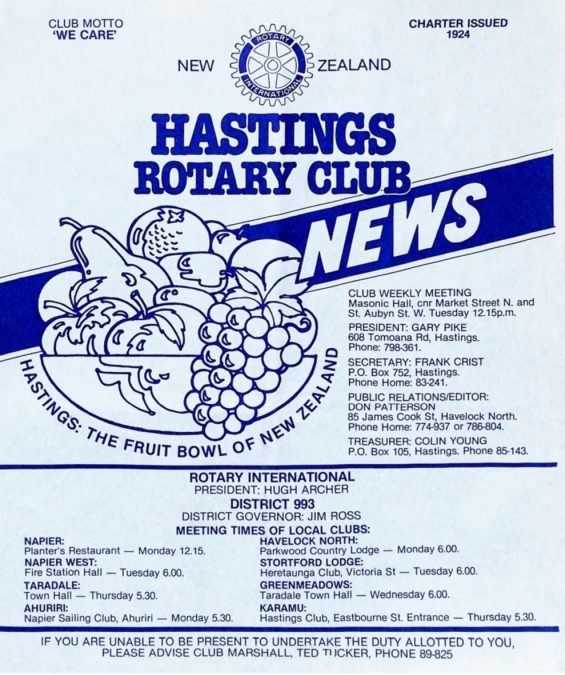 CLUB MOTTO
'WE CARE'
CHARTER ISSUED
1924
NEW ZEALAND
ROTARY
INTERNATIONAL
HASTINGS
ROTARY CLUB
NEWS
HASTINGS: THE FRUIT BOWL OF NEW ZEALAND
CLUB WEEKLY MEETING
Masonic Hall, cnr Market Street N. and
St. Aubyn St. W. Tuesday 12.15p.m.
PRESIDENT: GARY PIKE
608 Tomoana Rd, Hastings.
Phone: 798-361.
SECRETARY: FRANK CRIST
P.O. Box 752, Hastings.
Phone Home: 83-241.
PUBLIC RELATIONS/EDITOR:
DON PATTERSON
85 James Cook St, Havelock North.
Phone Home: 774-937 or 786-804.
TREASURER: COLIN YOUNG
P.O. Box 105, Hastings. Phone 85-143.
ROTARY INTERNATIONAL
PRESIDENT: HUGH ARCHER
DISTRICT 993
DISTRICT GOVERNOR: JIM ROSS
MEETING TIMES OF LOCAL CLUBS:
NAPIER:
Planter's Restaurant — Monday 12.15.
NAPIER WEST:
Fire Station Hall — Tuesday 6.00.
TARADALE:
Town Hall — Thursday 5.30.
AHURIRI:
Napier Sailing Club, Ahuriri — Monday 5.30.
HAVELOCK NORTH:
Parkwood Country Lodge — Monday 6.00.
STORTFORD LODGE:
Heretaunga Club, Victoria St — Tuesday 6.00.
GREENMEADOWS:
Taradale Town Hall — Wednesday 6.00.
KARAMU:
Hastings Club, Eastbourne St. Entrance — Thursday 5.30.
IF YOU ARE UNABLE TO BE PRESENT TO UNDERTAKE THE DUTY ALLOTTED TO YOU,
PLEASE ADVISE CLUB MARSHALL, TED TUCKER, PHONE 89-825